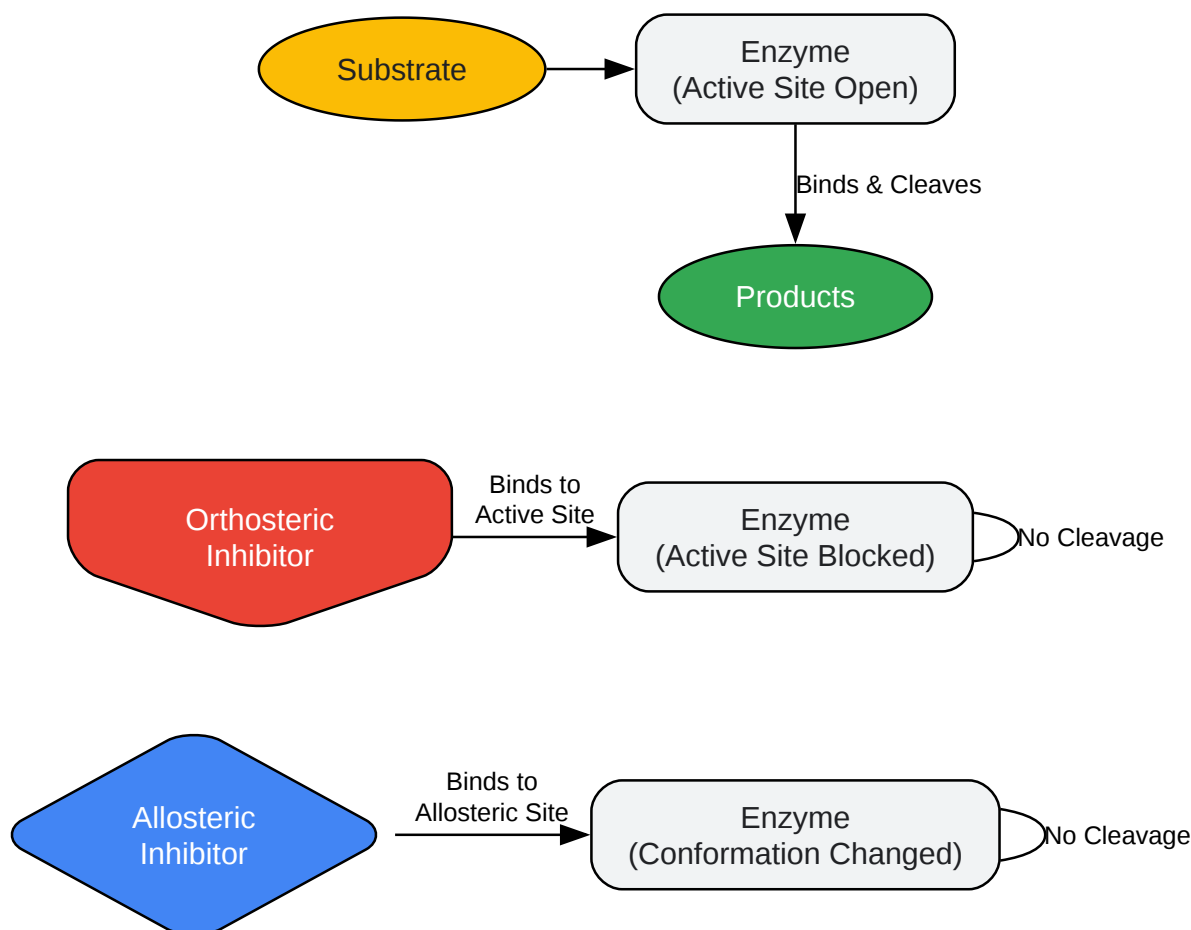 Substrate
Enzyme
(Active Site Open)
Binds & Cleaves
Products
Orthosteric
Inhibitor
Binds to
Active Site
Enzyme
(Active Site Blocked)
No Cleavage
Allosteric
Inhibitor
Binds to
Allosteric Site
Enzyme
(Conformation Changed)
No Cleavage